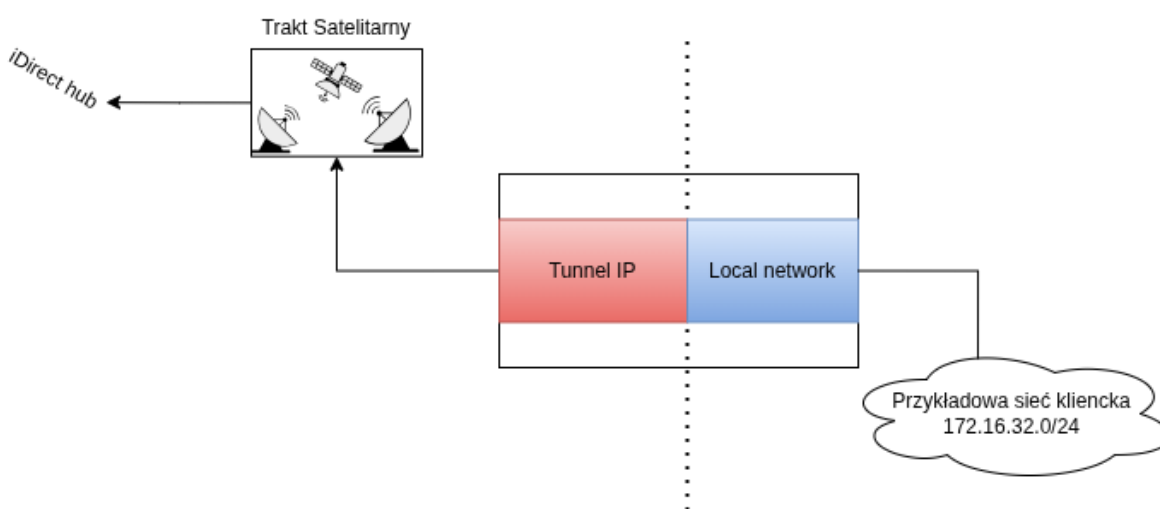 Trakt Satelitarny
iDirect hub
Tunnel IP
Local network
Przykładowa sieć kliencka
172.16.32.0/24